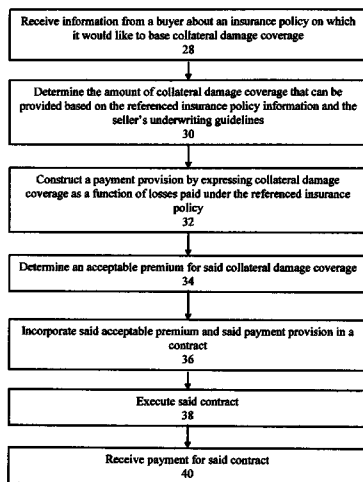 Receive information from a buyer about an insurance policy on which
it would like to base collateral damage coverage
28
Determine the amount of collateral damage coverage that can be
provided based on the referenced insurance policy information and the
seller's underwriting guidelines
30
Construct a payment provision by expressing collateral damage
coverage as a function of losses paid under the referenced insurance
policy
32
Determine an acceptable premium for said collateral damage coverage
34
Incorporate said acceptable premium and said payment provision in a
contract
36
Execute said contract
38
Receive payment for said contract
40